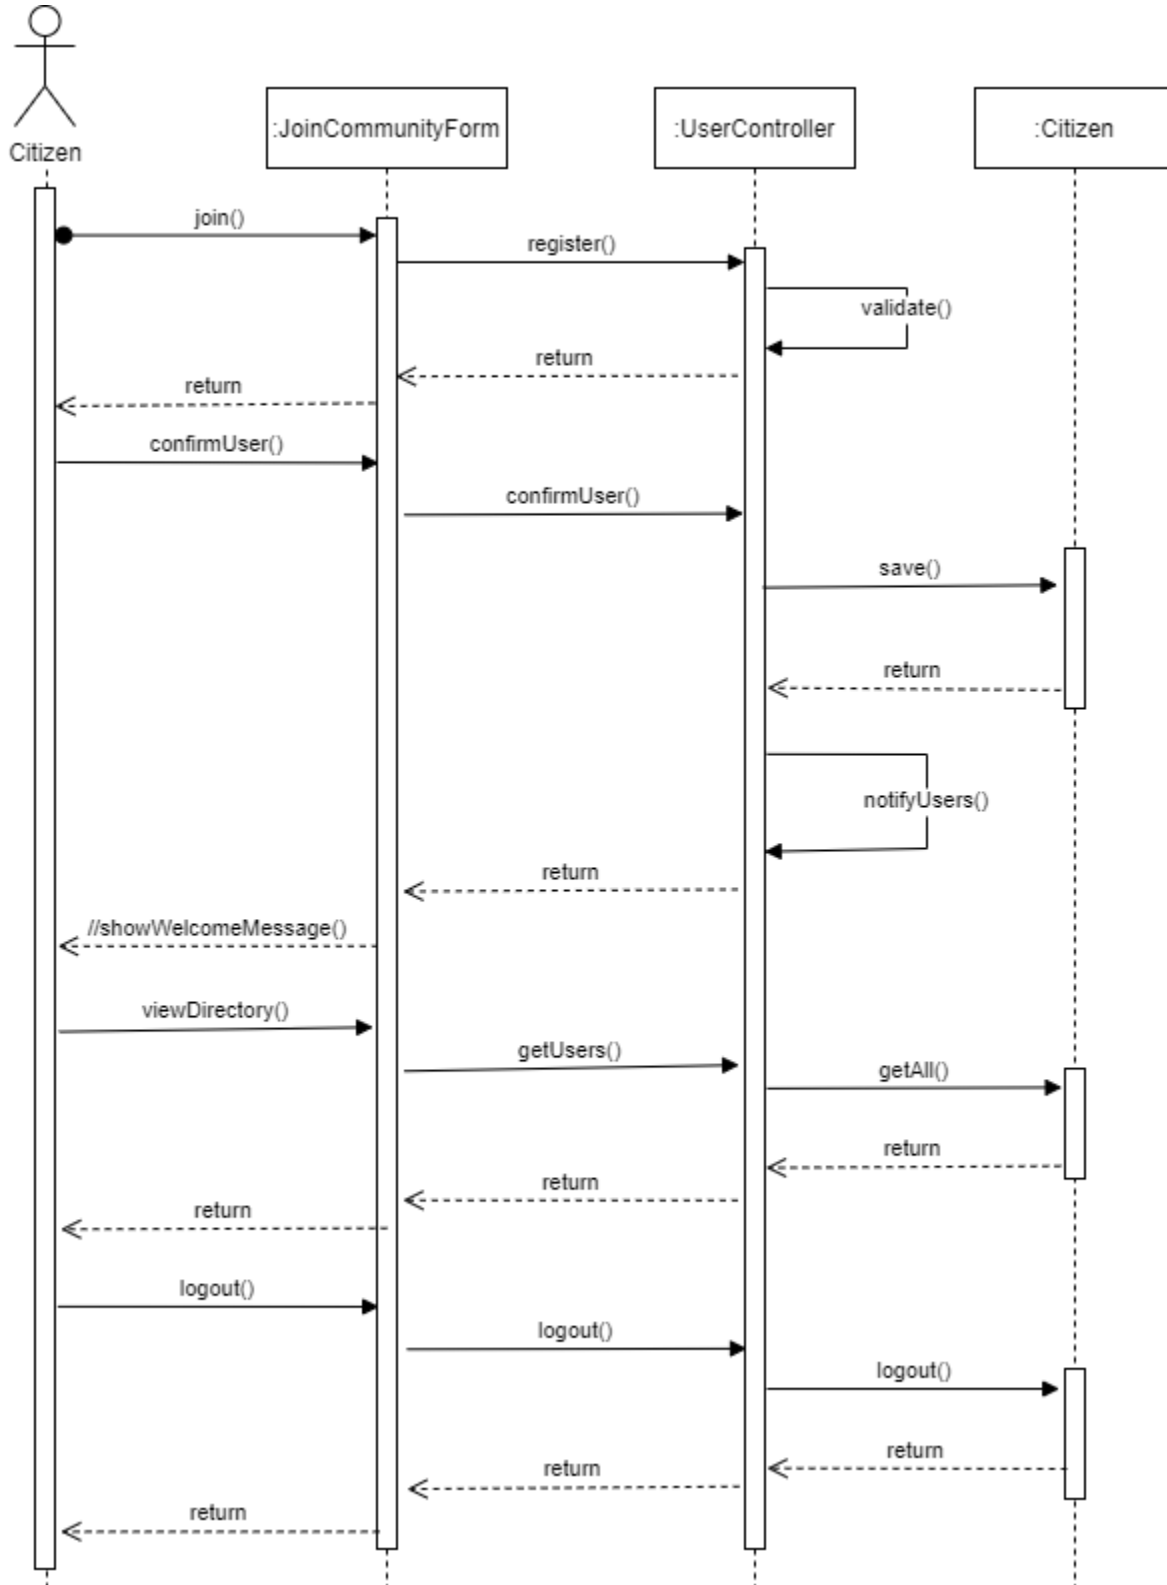 Citizen
:JoinCommunityForm
:UserController
:Citizen
join()
register()
validate()
return
return
confirmUser()
confirmUser()
save()
return
notifyUsers()
return
//showWelcomeMessage()
viewDirectory()
getUsers()
getAll()
return
return
return
logout()
logout()
logout()
return
return
return